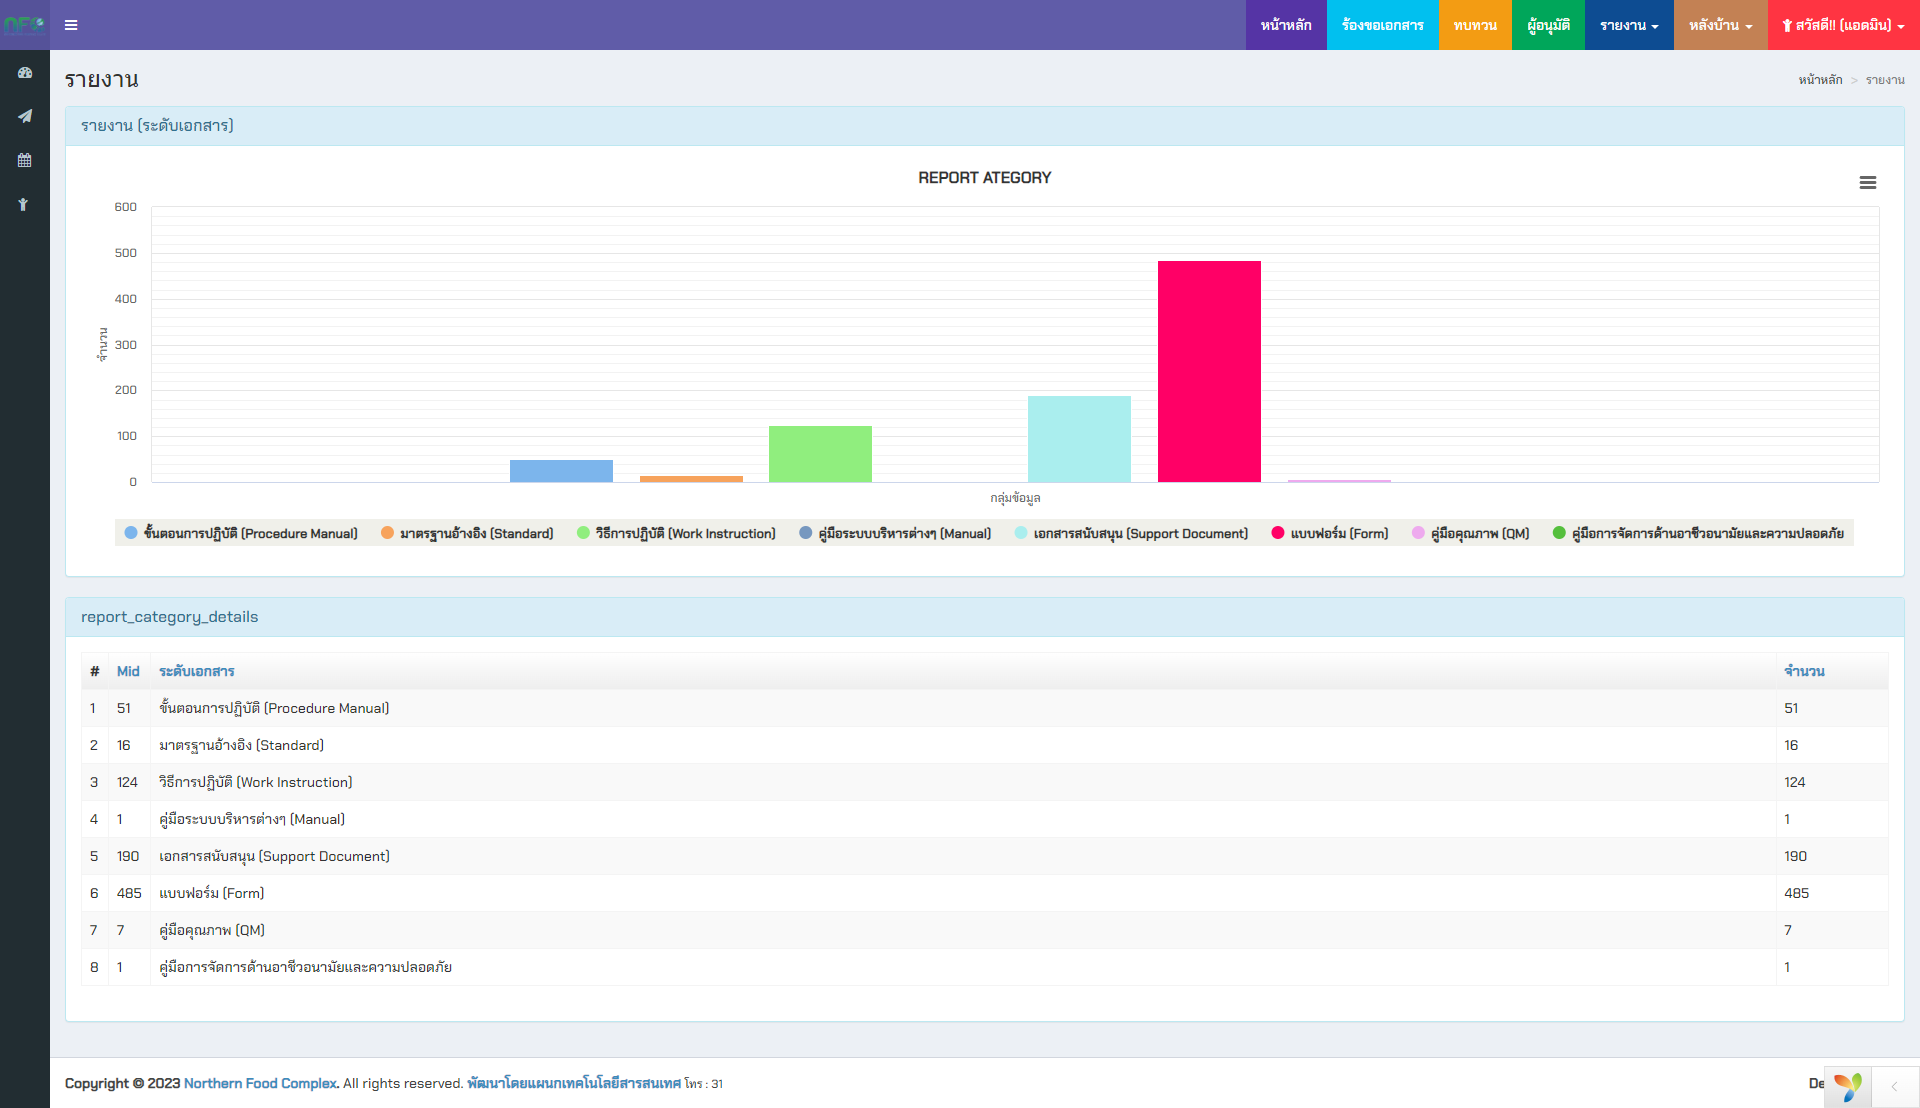 NFC
หน้าหลัก ร้องขอเอกสาร ทบทวน ผู้อนุมัติ รายงาน หลังบ้าน สวัสดี!! (แอดมิน)
รายงาน
หน้าหลัก > รายงาน
รายงาน (ระดับเอกสาร)
REPORT ATEGORY
600
500
400
300
200
100
0
จำนวน
กลุ่มข้อมูล
ขั้นตอนการปฏิบัติ (Procedure Manual) มาตรฐานอ้างอิง (Standard) วิธีการปฏิบัติ (Work Instruction) คู่มือระบบบริหารต่างๆ (Manual) เอกสารสนับสนุน (Support Document) แบบฟอร์ม (Form) คู่มือคุณภาพ (QM) คู่มือการจัดการด้านอาชีวอนามัยและความปลอดภัย
report_category_details
# Mid ระดับเอกสาร จำนวน
1 51 ขั้นตอนการปฏิบัติ (Procedure Manual) 51
2 16 มาตรฐานอ้างอิง (Standard) 16
3 124 วิธีการปฏิบัติ (Work Instruction) 124
4 1 คู่มือระบบบริหารต่างๆ (Manual) 1
5 190 เอกสารสนับสนุน (Support Document) 190
6 485 แบบฟอร์ม (Form) 485
7 7 คู่มือคุณภาพ (QM) 7
8 1 คู่มือการจัดการด้านอาชีวอนามัยและความปลอดภัย 1
Copyright © 2023 Northern Food Complex. All rights reserved. พัฒนาโดยแผนกเทคโนโลยีสารสนเทศ โทร : 31
De